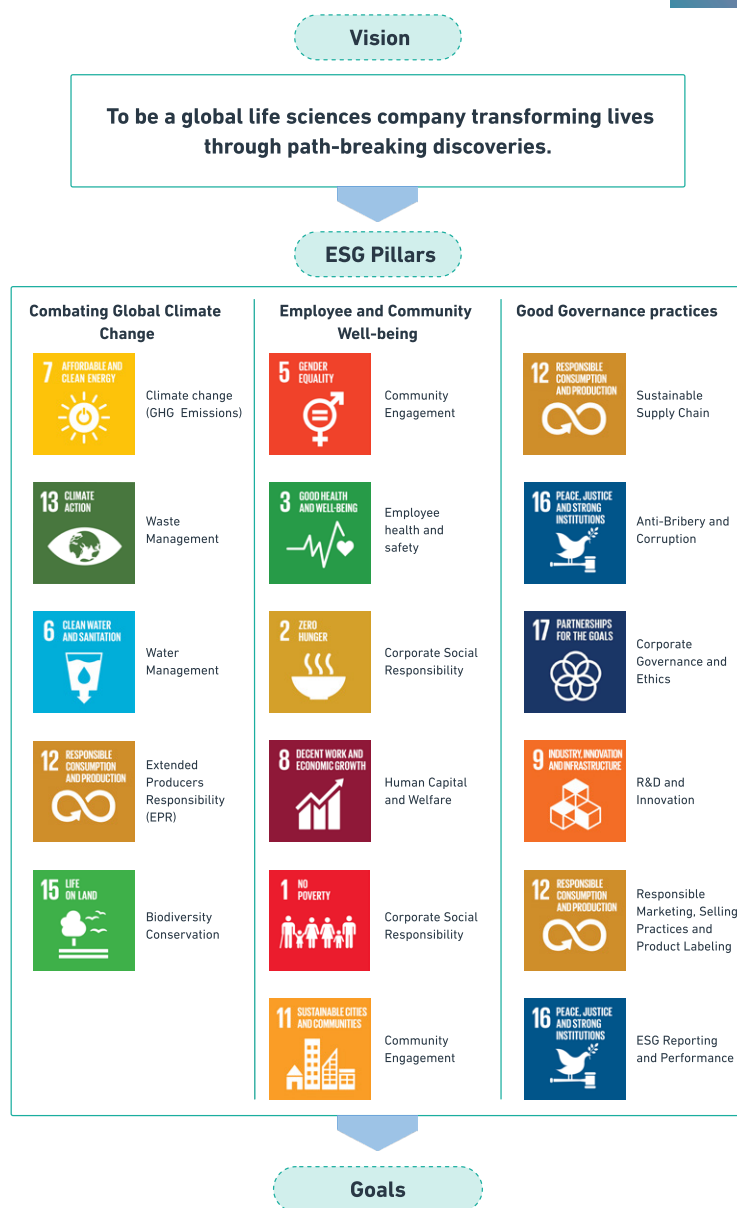 Vision
To be a global life sciences company transforming lives
through path-breaking discoveries.
ESG Pillars
Combating Global Climate
Change
7 AFFORDABLE AND
CLEAN ENERGY
Climate change
(GHG Emissions)
13 CLIMATE
ACTION
Waste
Management
6 CLEAN WATER
AND SANITATION
Water
Management
12 RESPONSIBLE
CONSUMPTION
AND PRODUCTION
Extended
Producers
Responsibility
(EPR)
15 LIFE
ON LAND
Biodiversity
Conservation
Employee and Community
Well-being
5 GENDER
EQUALITY
Community
Engagement
3 GOOD HEALTH
AND WELL-BEING
Employee
health and
safety
2 ZERO
HUNGER
Corporate Social
Responsibility
8 DECENT WORK AND
ECONOMIC GROWTH
Human Capital
and Welfare
1 NO
POVERTY
Corporate Social
Responsibility
11 SUSTAINABLE CITIES
AND COMMUNITIES
Community
Engagement
Good Governance practices
12 RESPONSIBLE
CONSUMPTION
AND PRODUCTION
Sustainable
Supply Chain
16 PEACE, JUSTICE
AND STRONG
INSTITUTIONS
Anti-Bribery and
Corruption
17 PARTNERSHIPS
FOR THE GOALS
Corporate
Governance and
Ethics
9 INDUSTRY, INNOVATION
AND INFRASTRUCTURE
R&D and
Innovation
12 RESPONSIBLE
CONSUMPTION
AND PRODUCTION
Responsible
Marketing, Selling
Practices and
Product Labeling
16 PEACE, JUSTICE
AND STRONG
INSTITUTIONS
ESG Reporting
and Performance
Goals